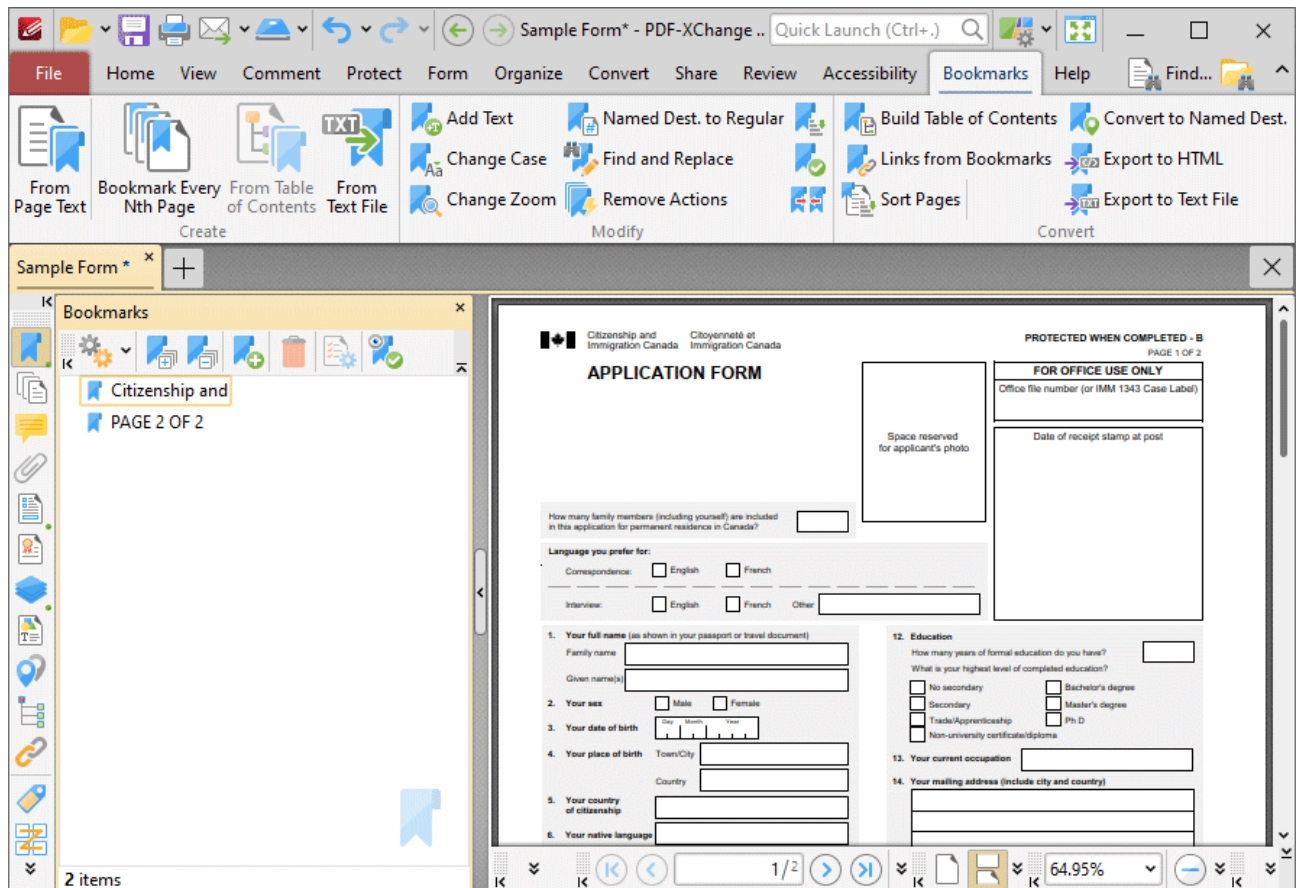 Sample Form* - PDF-XChange ..
Quick Launch (Ctrl+.)
File Home View Comment Protect Form Organize Convert Share Review Accessibility Bookmarks Help Find...
From Page Text
Bookmark Every Nth Page
From Table of Contents
TXT
From Text File
Create
Add Text
Change Case
Change Zoom
Named Dest. to Regular
Find and Replace
Remove Actions
Modify
Build Table of Contents
Links from Bookmarks
Sort Pages
Convert to Named Dest.
Export to HTML
Export to Text File
Convert
Sample Form *
Bookmarks
Citizenship and
PAGE 2 OF 2
2 items
Citizenship and
Immigration Canada
Citoyenneté et
Immigration Canada
PROTECTED WHEN COMPLETED - B
PAGE 1 OF 2
APPLICATION FORM
Space reserved
for applicant's photo
FOR OFFICE USE ONLY
Office file number (or IMM 1343 Case Label)
Date of receipt stamp at post
How many family members (including yourself) are included
in this application for permanent residence in Canada?
Language you prefer for:
Correspondence: English French
Interview: English French Other
1. Your full name (as shown in your passport or travel document)
Family name
Given name(s)
2. Your sex Male Female
3. Your date of birth Day Month Year
4. Your place of birth Town/City
Country
5. Your country
of citizenship
6. Your native language
12. Education
How many years of formal education do you have?
What is your highest level of completed education?
No secondary Bachelor's degree
Secondary Master's degree
Trade/Apprenticeship Ph D
Non-university certificate/diploma
13. Your current occupation
14. Your mailing address (include city and country)
1/2
64.95%